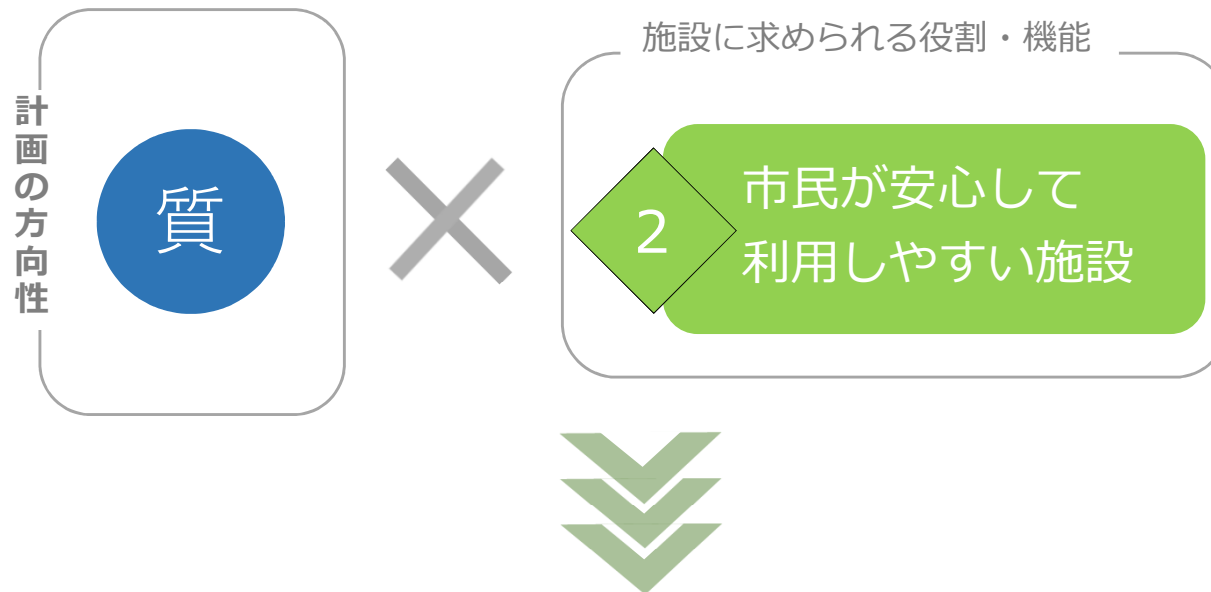 計画の方向性
質
施設に求められる役割・機能
2
市民が安心して
利用しやすい施設